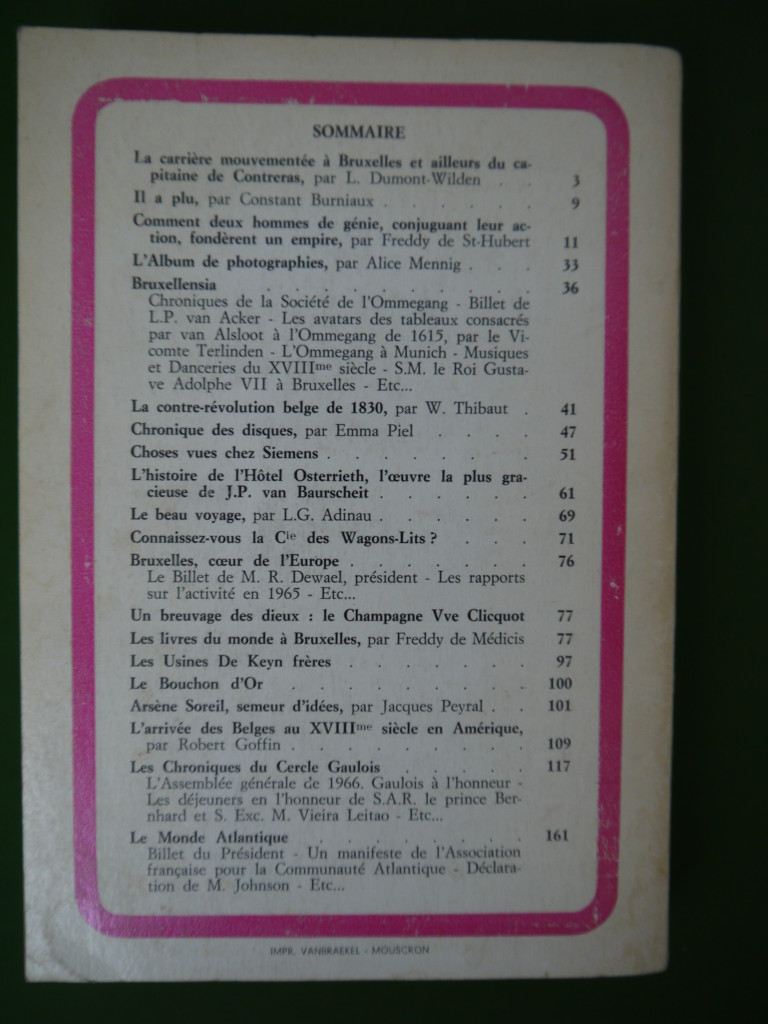 SOMMAIRE
La carrière mouvementée à Bruxelles et ailleurs du ca-
pitaine de Contreras, par L. Dumont-Wilden . . 3
Il a plu, par Constant Burniaux . . . . . . 9
Comment deux hommes de génie, conjuguant leur ac-
tion, fondèrent un empire, par Freddy de St-Hubert 11
L'Album de photographies, par Alice Mennig . . . 33
Bruxellensia . . . . . . . . . . 36
Chroniques de la Société de l'Ommegang - Billet de
L.P. van Acker - Les avatars des tableaux consacrés
par van Alsloot à l'Ommegang de 1615, par le Vi-
comte Terlinden - L'Ommegang à Munich - Musiques
et Danceries du XVIIIme siècle - S.M. le Roi Gusta-
ve Adolphe VII à Bruxelles - Etc...
La contre-révolution belge de 1830, par W. Thibaut . 41
Chronique des disques, par Emma Piel . . . . 47
Choses vues chez Siemens . . . . . . . 51
L'histoire de l'Hôtel Osterrieth, l'œuvre la plus gra-
cieuse de J.P. van Baurscheit . . . . . . 61
Le beau voyage, par L.G. Adinau . . . . . . 69
Connaissez-vous la Cie des Wagons-Lits ? . . . 71
Bruxelles, cœur de l'Europe . . . . . . . 76
Le Billet de M. R. Dewael, président - Les rapports
sur l'activité en 1965 - Etc...
Un breuvage des dieux : le Champagne Vve Clicquot 77
Les livres du monde à Bruxelles, par Freddy de Médicis 77
Les Usines De Keyn frères . . . . . . . 97
Le Bouchon d'Or . . . . . . . . . 100
Arsène Soreil, semeur d'idées, par Jacques Peyral . . 101
L'arrivée des Belges au XVIIIme siècle en Amérique,
par Robert Goffin . . . . . . . . . 109
Les Chroniques du Cercle Gaulois . . . . . 117
L'Assemblée générale de 1966. Gaulois à l'honneur -
Les déjeuners en l'honneur de S.A.R. le prince Ber-
nhard et S. Exc. M. Vieira Leitao - Etc...
Le Monde Atlantique . . . . . . . . 161
Billet du Président - Un manifeste de l'Association
française pour la Communauté Atlantique - Déclara-
tion de M. Johnson - Etc...
IMPR. VANBRAEKEL - MOUSCRON